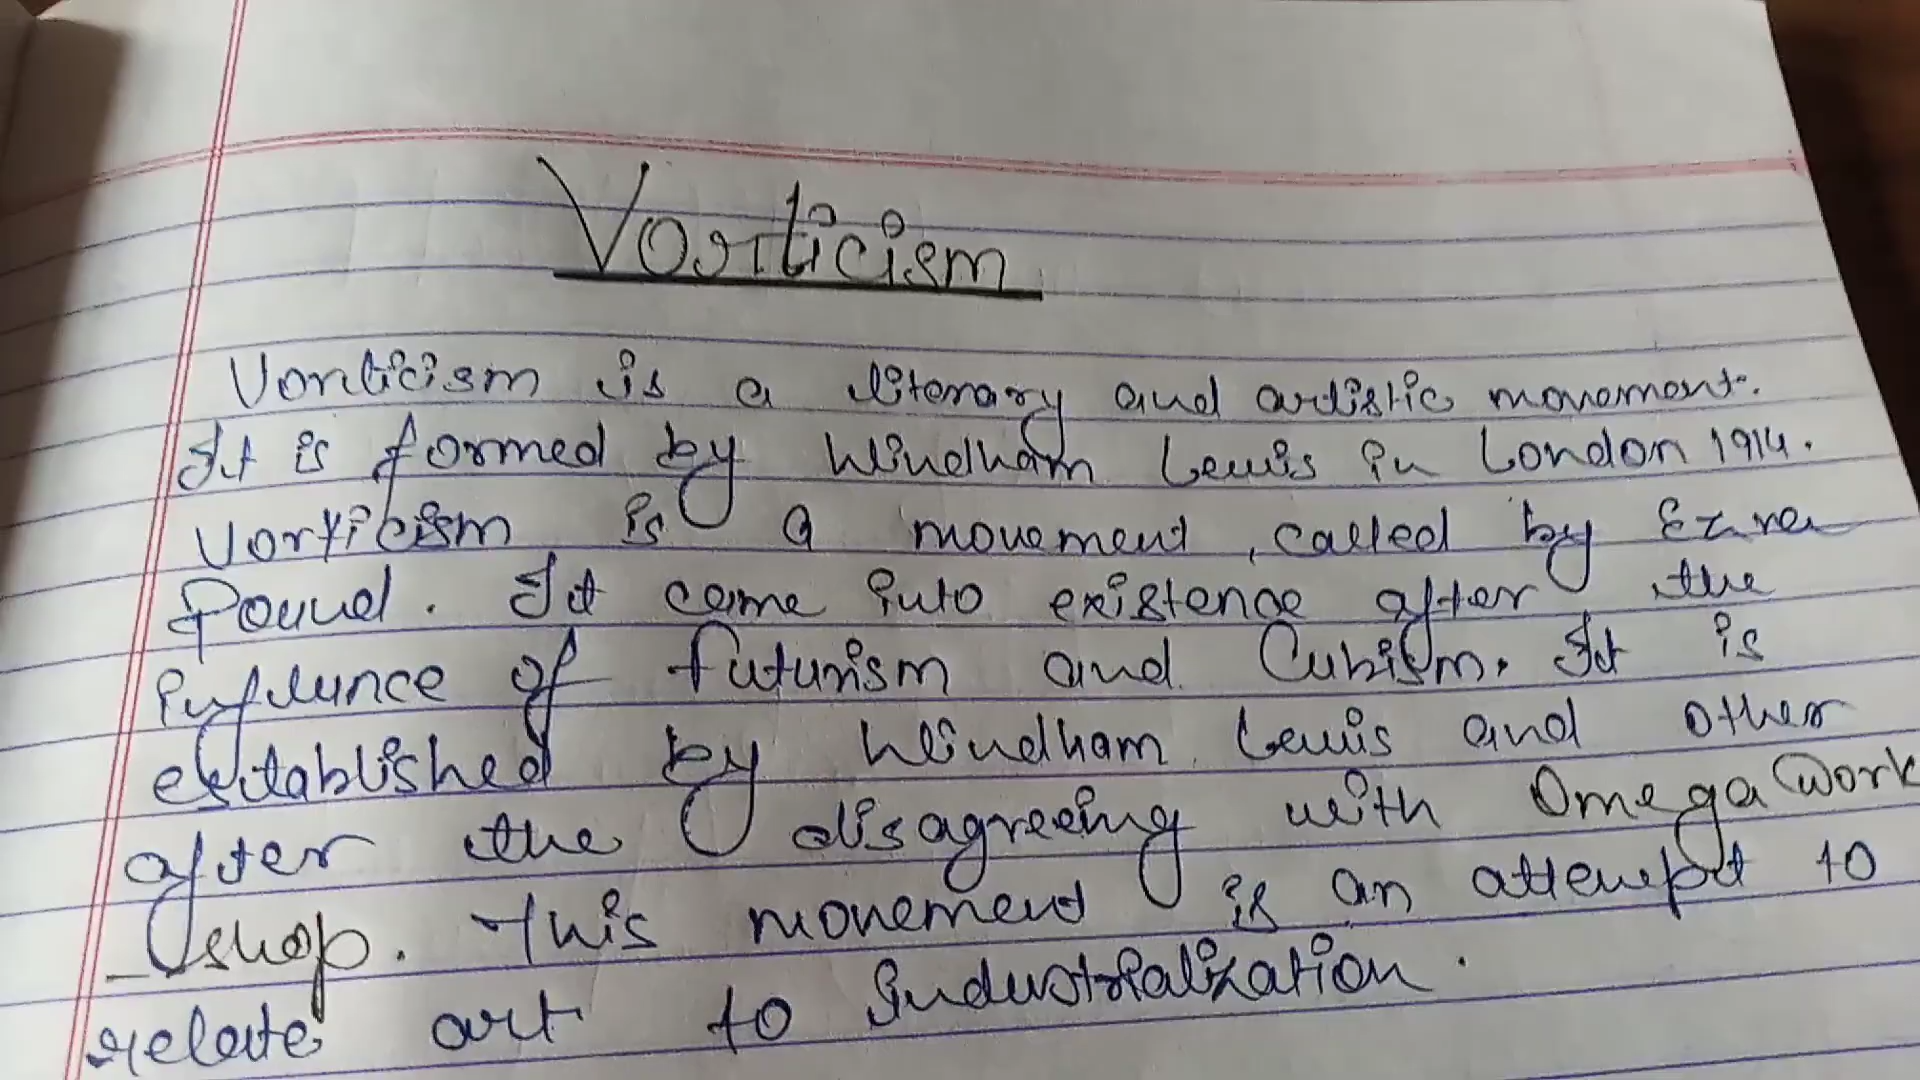 Vorticism
Vorticism is a literary and artistic movement.
It is formed by Windham Lewis in London 1914.
Vorticism is a movement, called by Ezra
Pound. It came into existence after the
influnce of futurism and Cubism. It is
established by Windham Lewis and other
after the disagreeing with Omega Work
shop. This movement is an attempt to
relate art to industrialization.